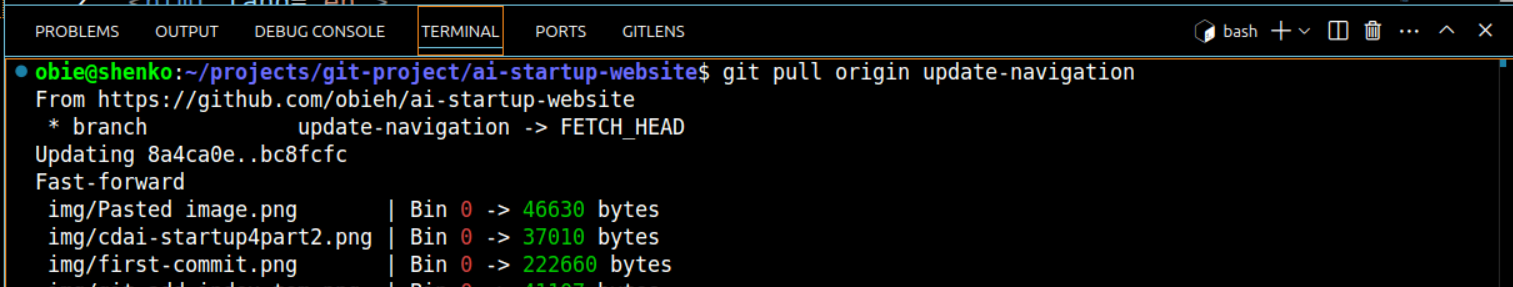 PROBLEMS OUTPUT DEBUG CONSOLE TERMINAL PORTS GITLENS bash
obie@shenko:~/projects/git-project/ai-startup-website$ git pull origin update-navigation
From https://github.com/obieh/ai-startup-website
 * branch            update-navigation -> FETCH_HEAD
Updating 8a4ca0e..bc8fcfc
Fast-forward
 img/Pasted image.png       | Bin 0 -> 46630 bytes
 img/cdai-startup4part2.png | Bin 0 -> 37010 bytes
 img/first-commit.png       | Bin 0 -> 222660 bytes